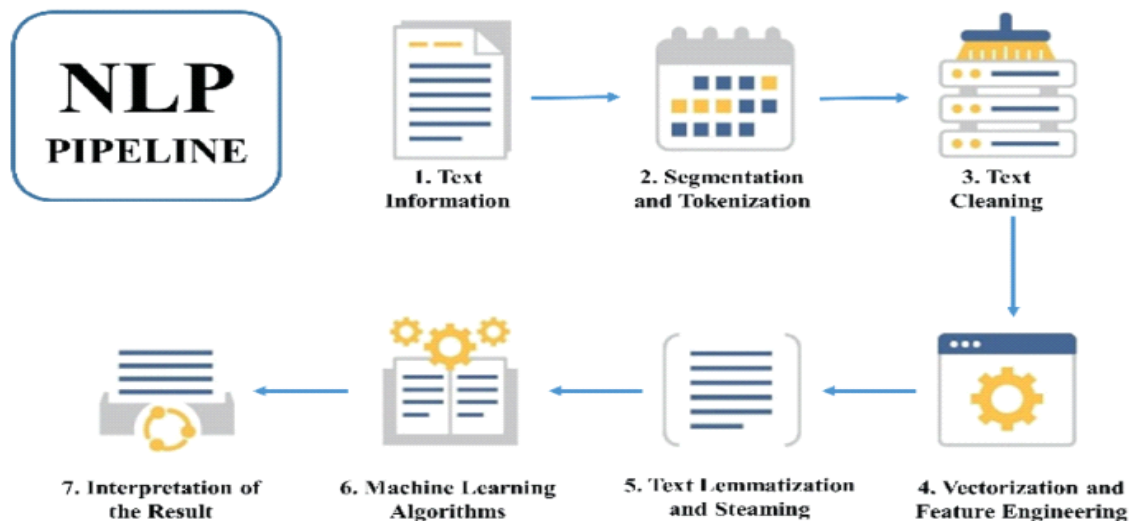 NLP
PIPELINE
1. Text
Information
2. Segmentation
and Tokenization
3. Text
Cleaning
4. Vectorization and
Feature Engineering
5. Text Lemmatization
and Steaming
6. Machine Learning
Algorithms
7. Interpretation of
the Result